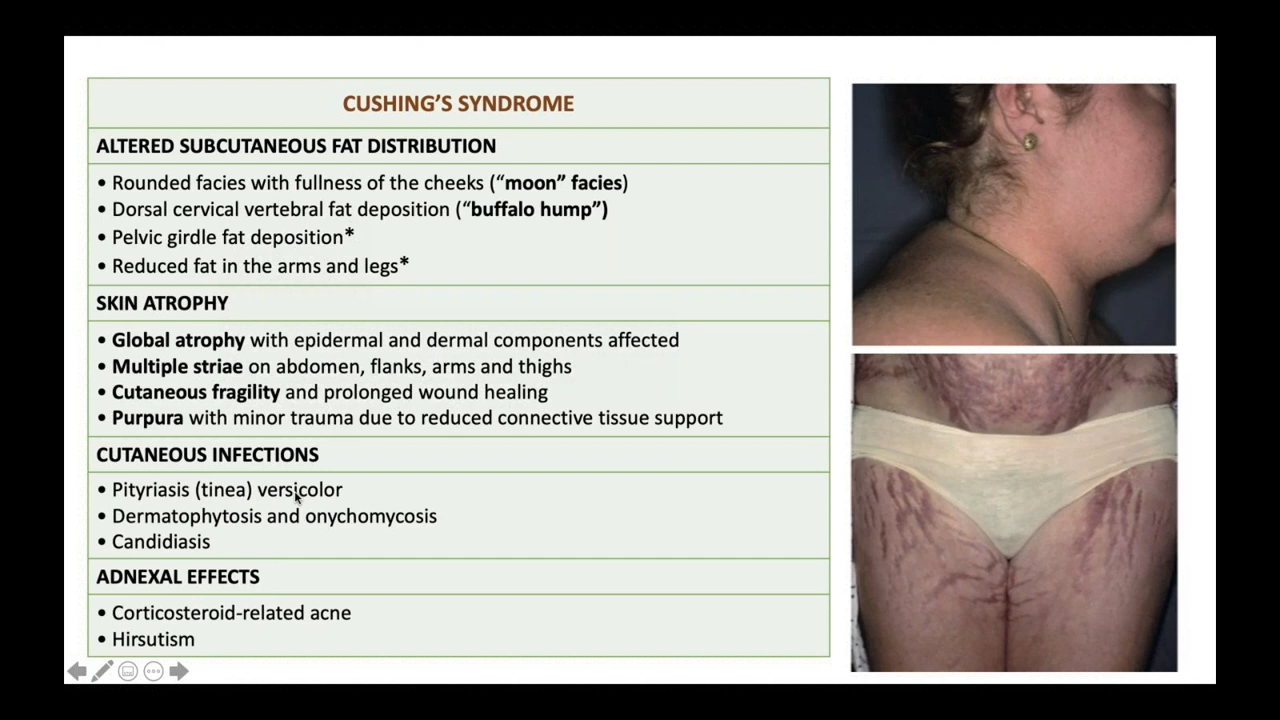 CUSHING’S SYNDROME
ALTERED SUBCUTANEOUS FAT DISTRIBUTION
• Rounded facies with fullness of the cheeks (“moon” facies)
• Dorsal cervical vertebral fat deposition (“buffalo hump”)
• Pelvic girdle fat deposition*
• Reduced fat in the arms and legs*
SKIN ATROPHY
• Global atrophy with epidermal and dermal components affected
• Multiple striae on abdomen, flanks, arms and thighs
• Cutaneous fragility and prolonged wound healing
• Purpura with minor trauma due to reduced connective tissue support
CUTANEOUS INFECTIONS
• Pityriasis (tinea) versicolor
• Dermatophytosis and onychomycosis
• Candidiasis
ADNEXAL EFFECTS
• Corticosteroid-related acne
• Hirsutism